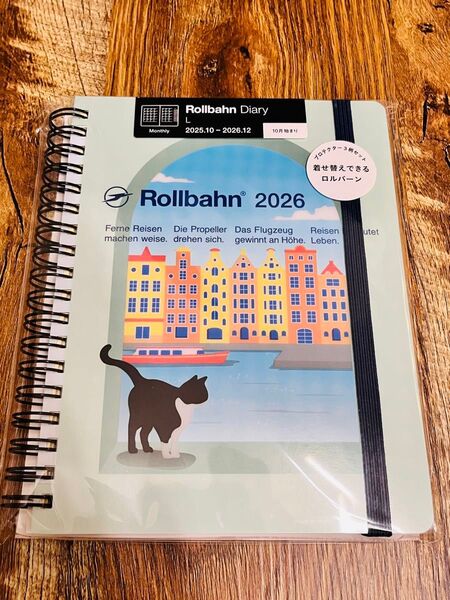 Rollbahn Diary
L
Monthly
2025.10 – 2026.12
10月始まり
プロテクター3柄セット
着せ替えできる
ロルバーン
Rollbahn® 2026
Ferne Reisen Die Propeller Das Flugzeug Reisen utet
machen weise. drehen sich. gewinnt an Höhe. Leben.